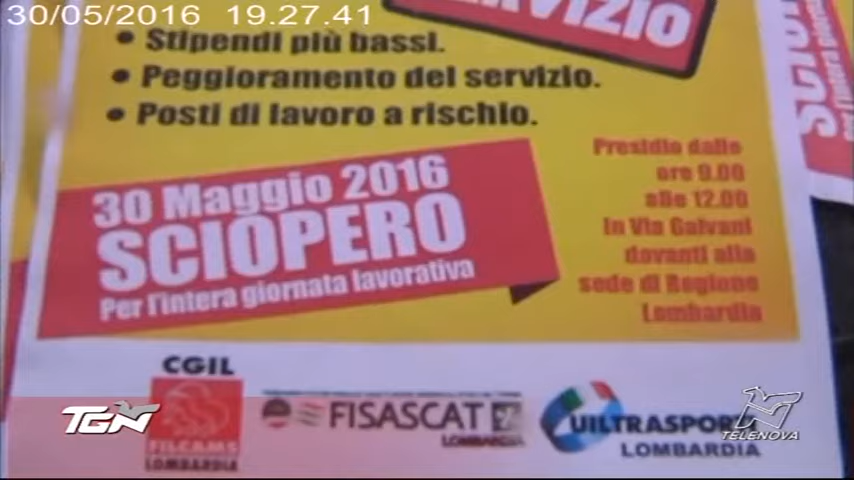 30/05/2016 19.27.41
SERVIZIO
• Stipendi più bassi.
• Peggioramento del servizio.
• Posti di lavoro a rischio.
30 Maggio 2016
SCIOPERO
Per l'intera giornata lavorativa
Presidio dalle
ore 9.00
alle 12.00
In Via Galvani
dovanti alla
sede di Regione
Lombardia
CGIL
FILCAMS
LOMBARDIA
FISASCAT
LOMBARDIA
UILTRASPORTI
LOMBARDIA
TGN
TELENOVA